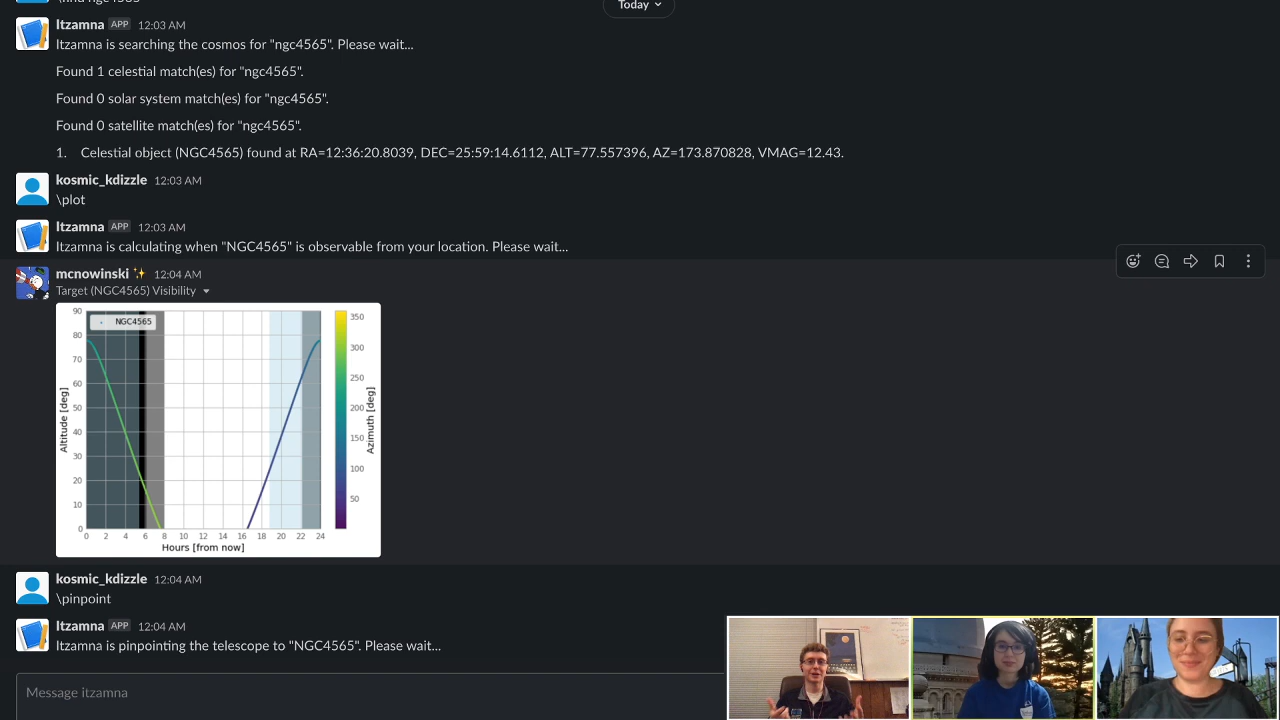 Today
Itzamna APP 12:03 AM
Itzamna is searching the cosmos for "ngc4565". Please wait...
Found 1 celestial match(es) for "ngc4565".
Found 0 solar system match(es) for "ngc4565".
Found 0 satellite match(es) for "ngc4565".
1. Celestial object (NGC4565) found at RA=12:36:20.8039, DEC=25:59:14.6112, ALT=77.557396, AZ=173.870828, VMAG=12.43.
kosmic_kdizzle 12:03 AM
\plot
Itzamna APP 12:03 AM
Itzamna is calculating when "NGC4565" is observable from your location. Please wait...
mcnowinski 12:04 AM
Target (NGC4565) Visibility
NGC4565
90
80
70
60
50
40
30
20
10
0
Altitude [deg]
0 2 4 6 8 10 12 14 16 18 20 22 24
Hours [from now]
350
300
250
200
150
100
50
Azimuth [deg]
kosmic_kdizzle 12:04 AM
\pinpoint
Itzamna APP 12:04 AM
Itzamna is pinpointing the telescope to "NGC4565". Please wait...
Message itzamna